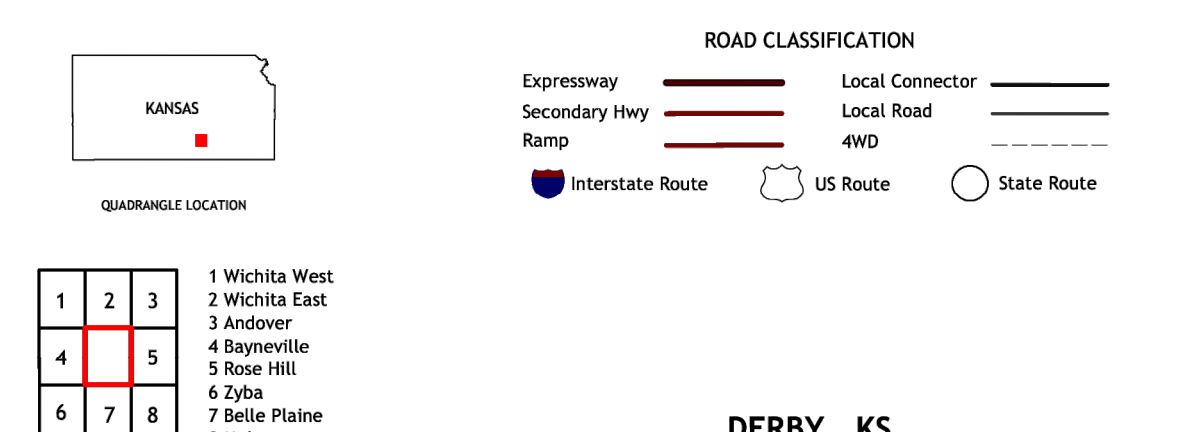 ROAD CLASSIFICATION
Expressway
Local Connector
Secondary Hwy
Local Road
Ramp
4WD
Interstate Route
US Route
State Route
KANSAS
QUADRANGLE LOCATION
1 2 3
4 5
6 7 8
1 Wichita West
2 Wichita East
3 Andover
4 Bayneville
5 Rose Hill
6 Zyba
7 Belle Plaine
DERBY, KS